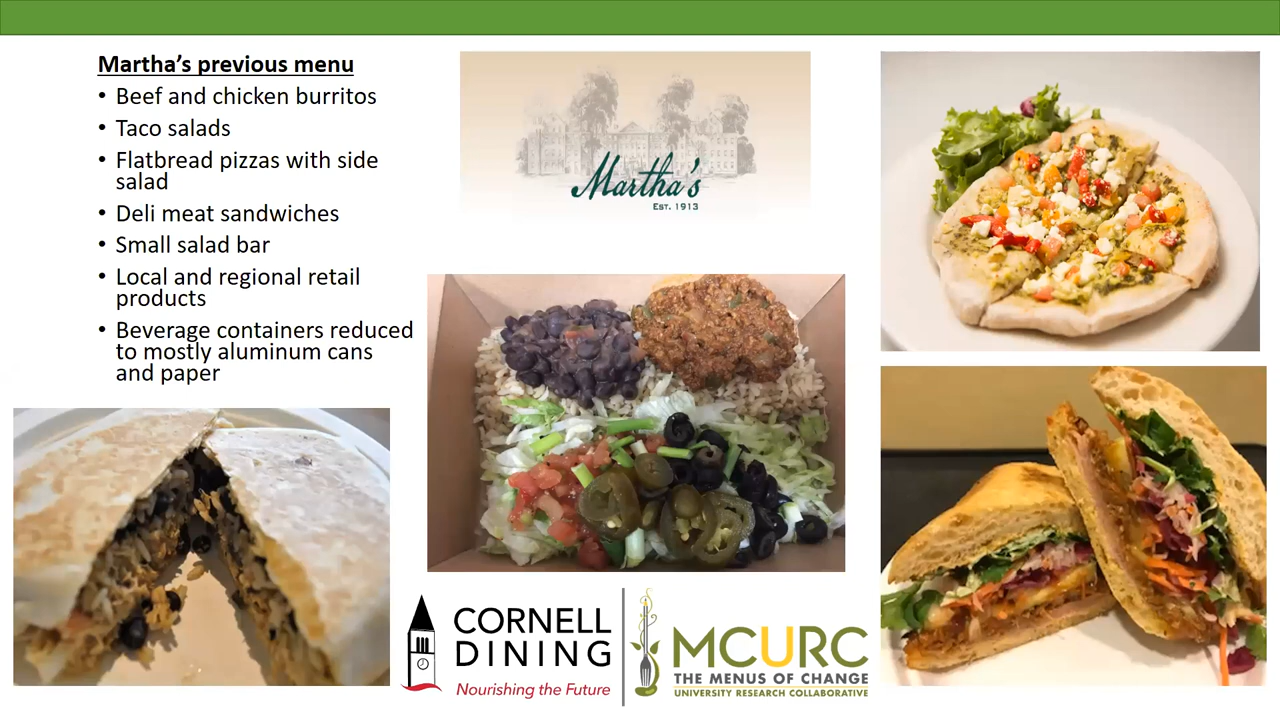 Martha’s previous menu
• Beef and chicken burritos
• Taco salads
• Flatbread pizzas with side
salad
• Deli meat sandwiches
• Small salad bar
• Local and regional retail
products
• Beverage containers reduced
to mostly aluminum cans
and paper
Martha's
EST. 1913
CORNELL
DINING
Nourishing the Future
MCURC
THE MENUS OF CHANGE
UNIVERSITY RESEARCH COLLABORATIVE